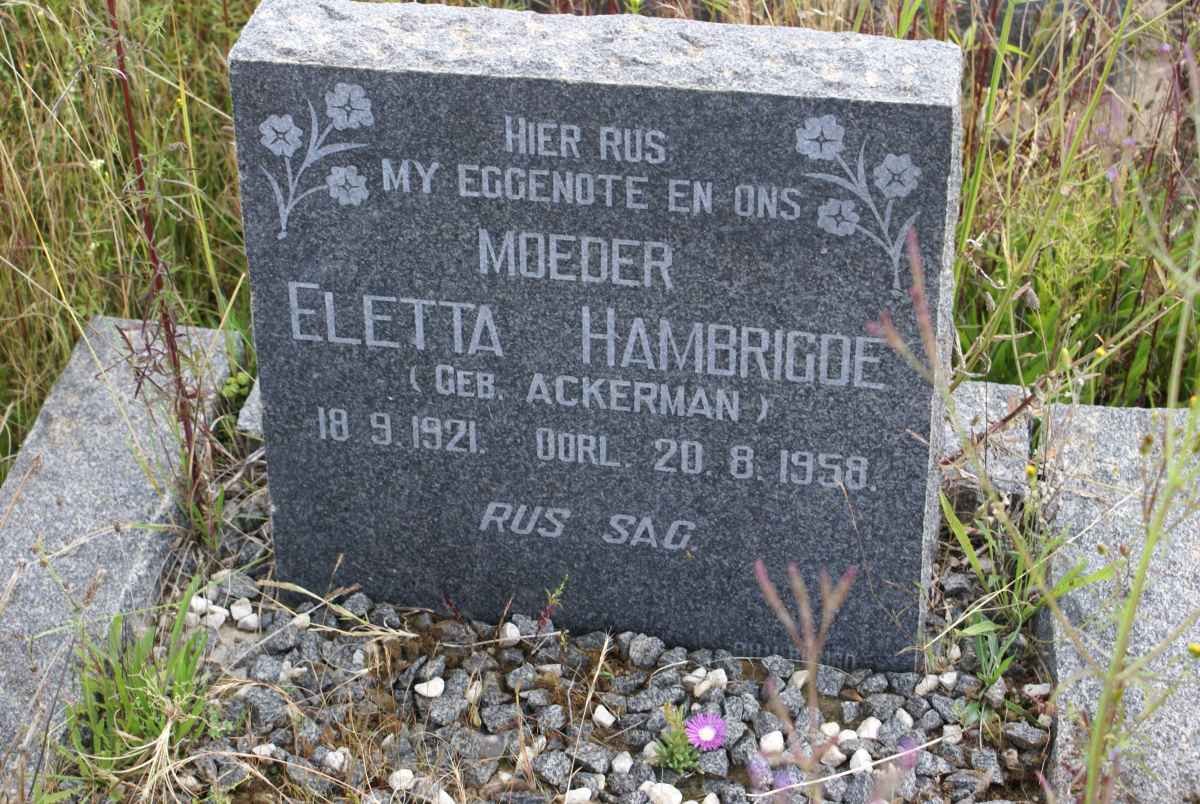 HIER RUS
MY EGGENOTE EN ONS
MOEDER
ELETTA HAMBRIGDE
(GEB. ACKERMAN)
18.9.1921. OORL. 20.8.1958.
RUS SAG.